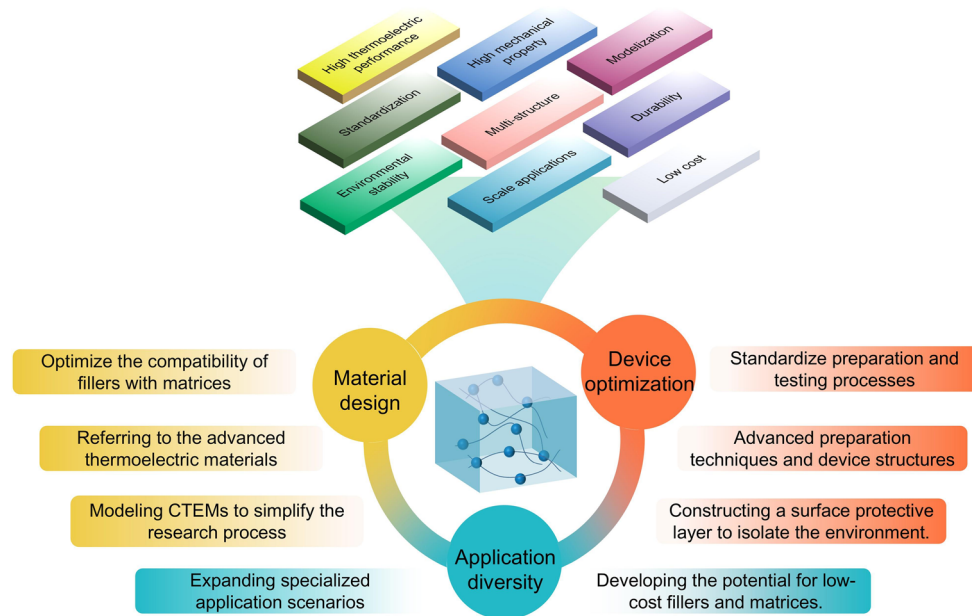 High thermoelectric
performance
High mechanical
property
Modelization
Standardization
Multi-structure
Durability
Environmental
stability
Scale applications
Low cost
Material
design
Device
optimization
Application
diversity
Optimize the compatibility of
fillers with matrices
Referring to the advanced
thermoelectric materials
Modeling CTEMs to simplify the
research process
Expanding specialized
application scenarios
Standardize preparation and
testing processes
Advanced preparation
techniques and device structures
Constructing a surface protective
layer to isolate the environment.
Developing the potential for low-
cost fillers and matrices.